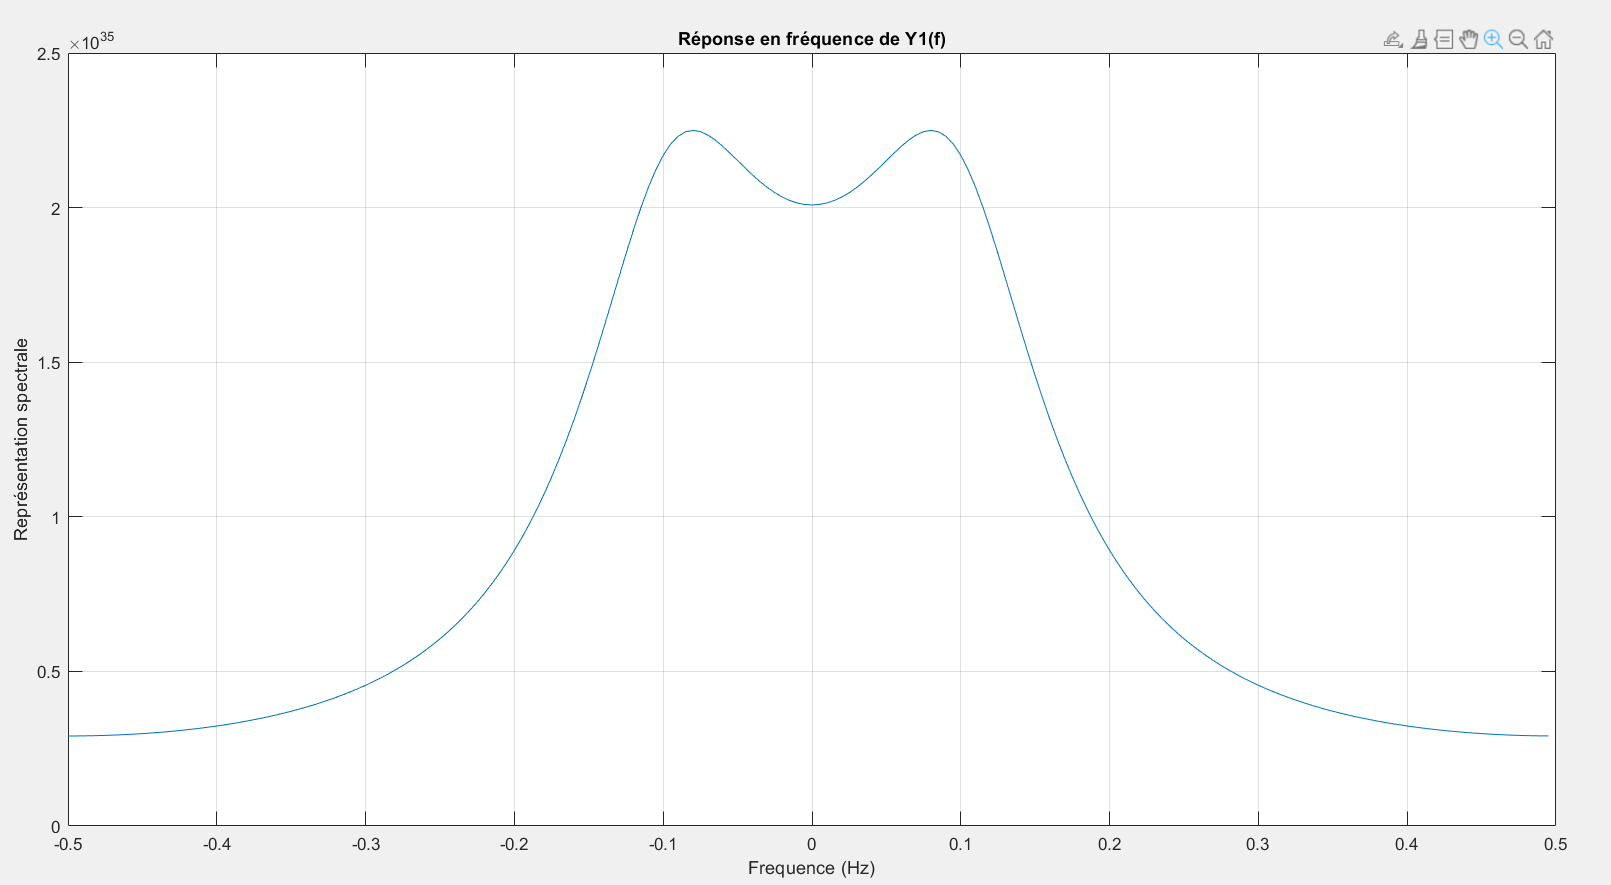 Réponse en fréquence de Y1(f)
×10^35
2.5
2
1.5
1
0.5
0
Représentation spectrale
-0.5 -0.4 -0.3 -0.2 -0.1 0 0.1 0.2 0.3 0.4 0.5
Frequence (Hz)